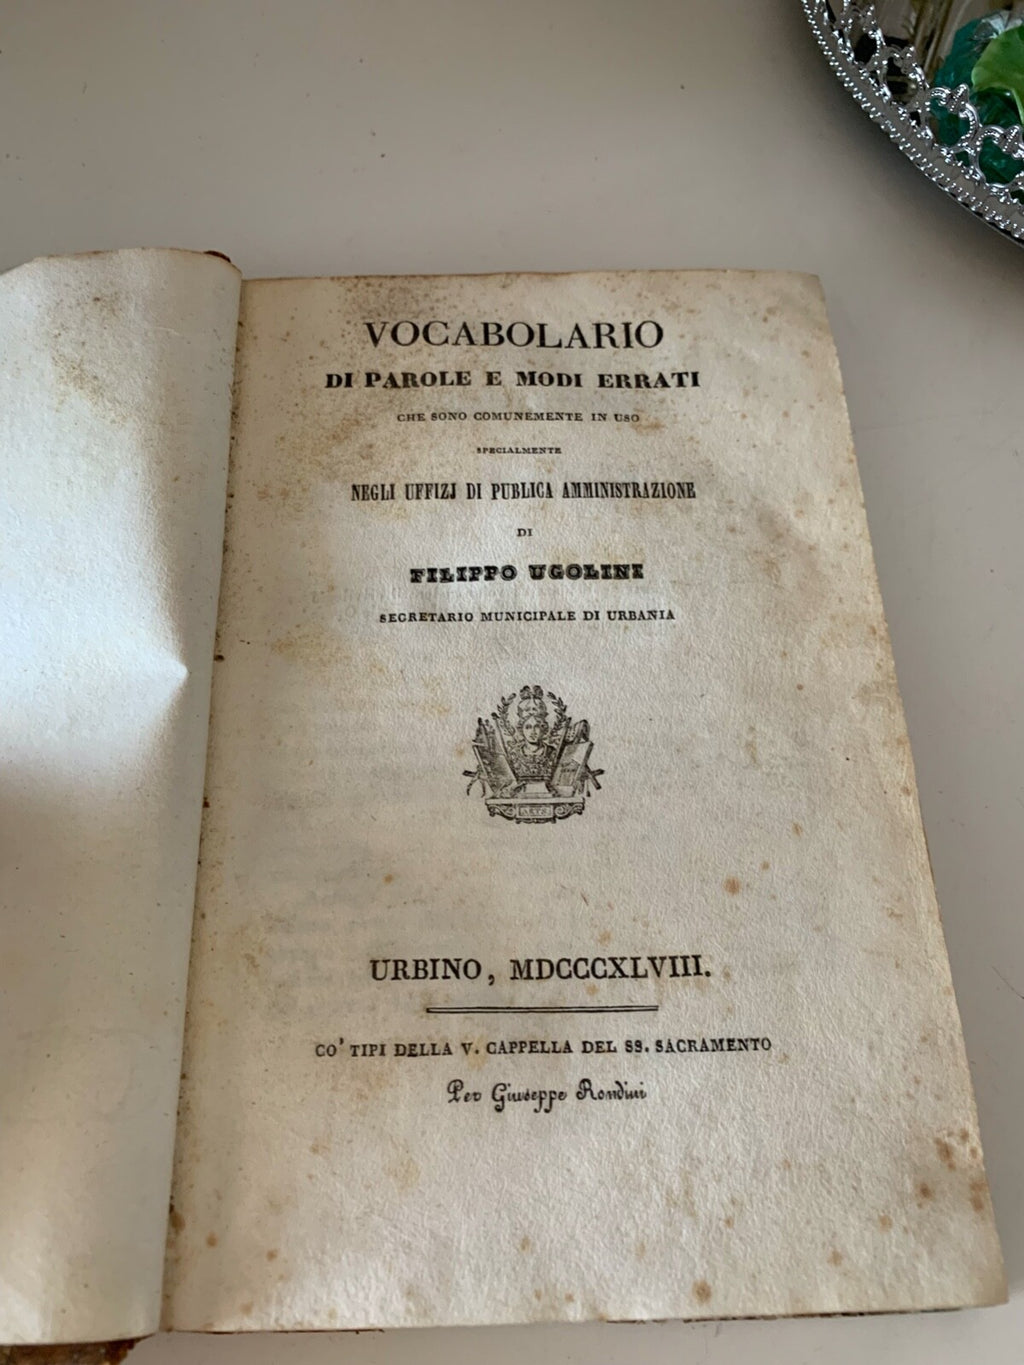 VOCABOLARIO
DI PAROLE E MODI ERRATI
CHE SONO COMUNEMENTE IN USO
SPECIALMENTE
NEGLI UFFIZJ DI PUBLICA AMMINISTRAZIONE
DI
FILIPPO UGOLINI
SEGRETARIO MUNICIPALE DI URBANIA
URBINO, MDCCCXLVIII.
CO' TIPI DELLA V. CAPPELLA DEL SS. SACRAMENTO
Per Giuseppe Rondini